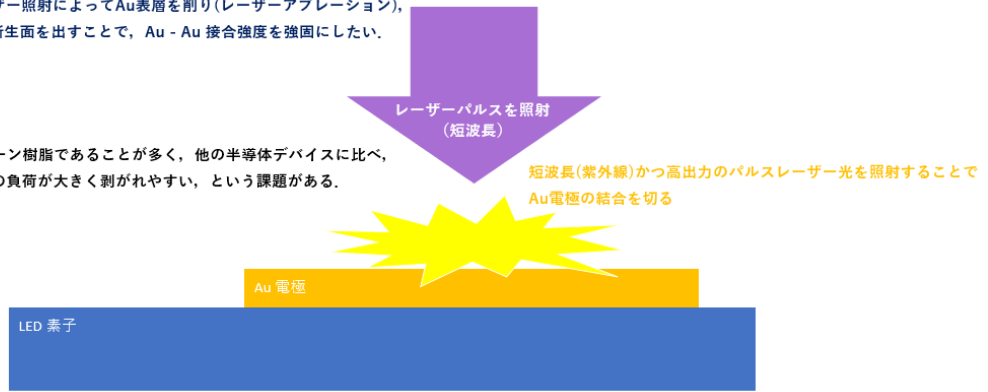 ザー照射によってAu表層を削り(レーザーアブレーション),
新生面を出すことで，Au - Au 接合強度を強固にしたい.
レーザーパルスを照射
（短波長）
ーン樹脂であることが多く，他の半導体デバイスに比べ,
の負荷が大きく剥がれやすい，という課題がある.
短波長(紫外線)かつ高出力のパルスレーザー光を照射することで
Au電極の結合を切る
Au 電極
LED 素子